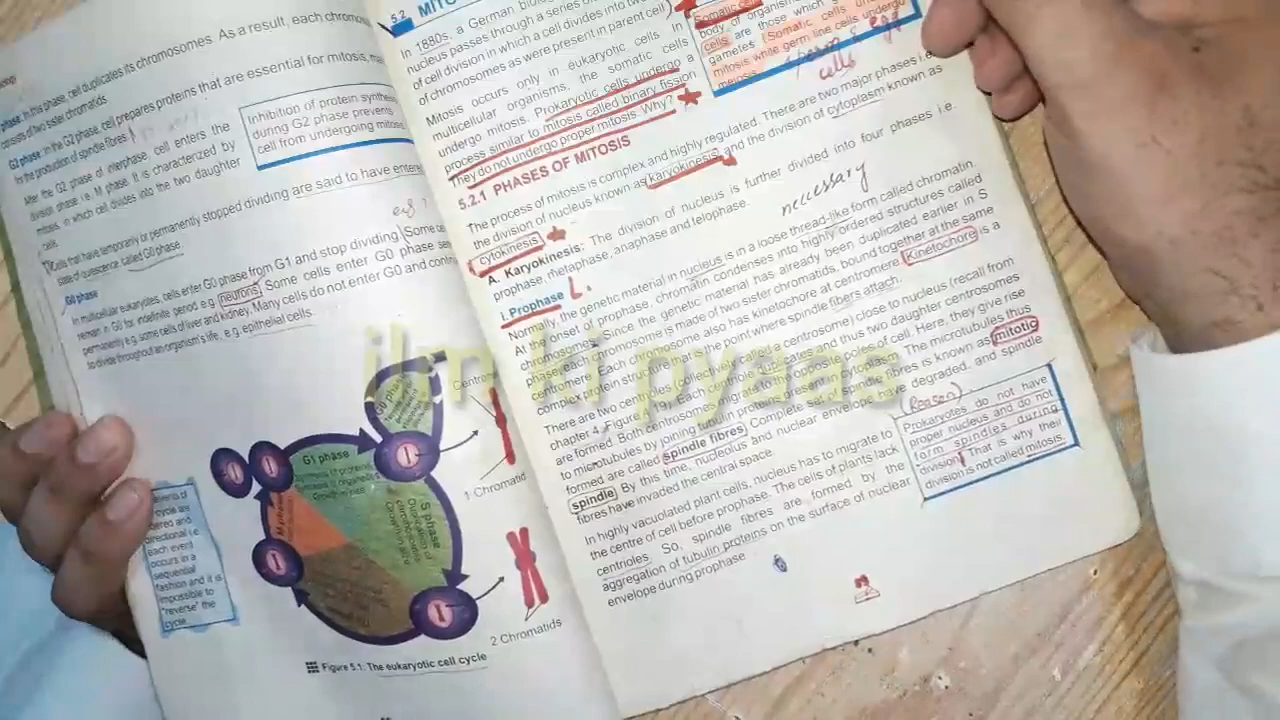 As a result, each chromo
phase: In this phase, cell duplicates its chromosomes.
consists of two sister chromatids.
G2 phase: In the G2 phase, cell prepares proteins that are essential for mitosis, ma
for the production of spindle fibres
After the G2 phase of interphase, cell enters the
division phase i.e. M phase. It is characterized by
mitosis, in which cell divides into the two daughter
cells.
Inhibition of protein synthe
during G2 phase prevents
cell from undergoing mitosi
Cells that have temporarily or permanently stopped dividing are said to have entere
state of quiescence, called G0 phase.
G0 phase
In multicellular eukaryotes, cells enter G0 phase from G1 and stop dividing. Some ce
remain in G0 for indefinite period e.g. neurons. Some cells enter G0 phase sem
permanently e.g. some cells of liver and kidney. Many cells do not enter G0 and contin
to divide throughout an organism's life, e.g. epithelial cells.
G0 phase
G1 phase
S phase
Duplication of
chromosomes
M phase
Centrom
1 Chromatid
2 Chromatids
events of
cycle are
ordered and
directional i.e.
each event
occurs in a
sequential
fashion and it is
impossible to
"reverse" the
cycle.
Figure 5.1: The eukaryotic cell cycle
5.2 MITO
In 1880s, a German biolo
nucleus passes through a series of
of cell division in which a cell divides into two
of chromosomes as were present in parent cell
Mitosis occurs only in eukaryotic cells. In
multicellular organisms, the somatic cells
undergo mitosis. Prokaryotic cells undergo a
process similar to mitosis called binary fission
They do not undergo proper mitosis. Why?
Somatic cells
body of organism
cells are those which
gametes. Somatic cells undergo
mitosis while germ line cells undergo
meiosis.
sperm & egg
cells
5.2.1 PHASES OF MITOSIS
The process of mitosis is complex and highly regulated. There are two major phases i.e.
the division of nucleus known as karyokinesis, and the division of cytoplasm known as
cytokinesis
A. Karyokinesis: The division of nucleus is further divided into four phases i.e.
prophase, metaphase, anaphase and telophase.
necessary
i. Prophase
Normally, the genetic material in nucleus is in a loose thread-like form called chromatin.
At the onset of prophase, chromatin condenses into highly ordered structures called
chromosomes. Since the genetic material has already been duplicated earlier in S
phase, each chromosome is made of two sister chromatids, bound together at the same
centromere. Each chromosome also has kinetochore at centromere. Kinetochore is a
complex protein structure that is the point where spindle fibers attach.
There are two centrioles (collectively called a centrosome) close to nucleus (recall from
chapter 4, Figure 4. Each centriole duplicates and thus two daughter centrosomes
are formed. Both centrosomes migrate to the opposite poles of cell. Here, they give rise
to microtubules by joining tubulin proteins present in cytoplasm. The microtubules thus
formed are called spindle fibres. Complete set of spindle fibres is known as mitotic
spindle. By this time, nucleolus and nuclear envelope have degraded, and spindle
fibres have invaded the central space.
In highly vacuolated plant cells, nucleus has to migrate to
the centre of cell before prophase. The cells of plants lack
centrioles. So, spindle fibres are formed by the
aggregation of tubulin proteins on the surface of nuclear
envelope during prophase
Reason
Prokaryotes do not have
proper nucleus and do not
form spindles during
division. That is why their
division is not called mitosis.
ilm ki pyaas